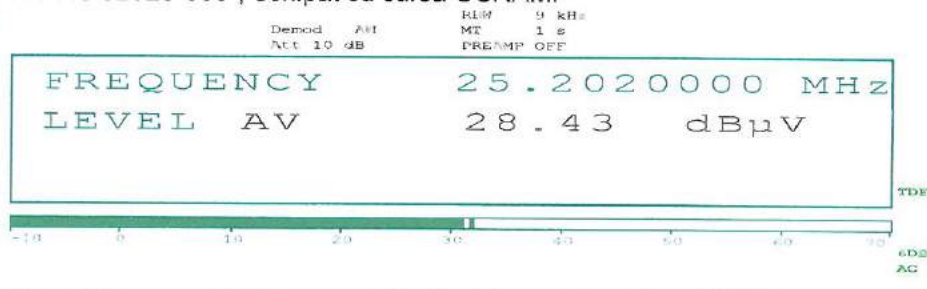 RBW 9 kHz
Demod AM MT 1 s
Att 10 dB PREAMP OFF
FREQUENCY 25.2020000 MHz
LEVEL AV 28.43 dBµV
TDF
-10 0 10 20 30 40 50 60 70
6DB
AC